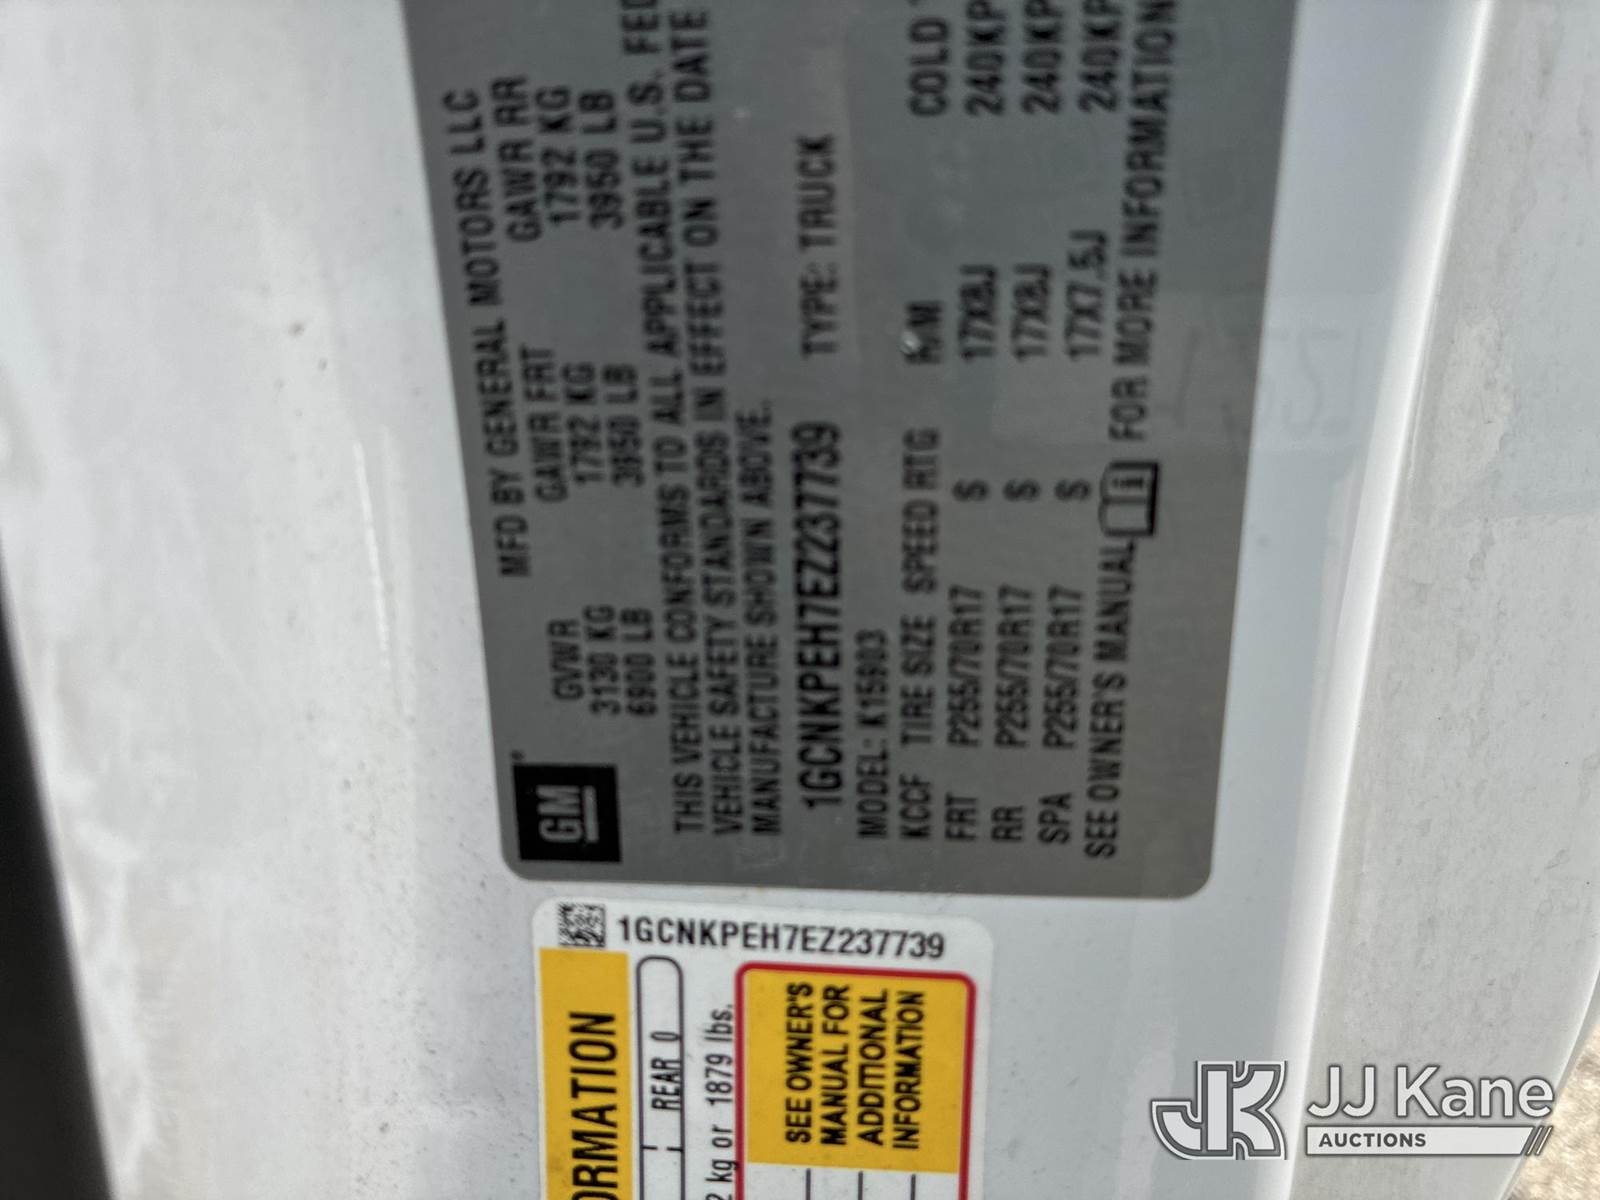 MFD BY GENERAL MOTORS LLC
GVWR GAWR FRT GAWR RR
3130 KG 1792 KG 1792 KG
6900 LB 3950 LB 3950 LB
THIS VEHICLE CONFORMS TO ALL APPLICABLE U.S. FED
VEHICLE SAFETY STANDARDS IN EFFECT ON THE DATE
MANUFACTURE SHOWN ABOVE.
1GCNKPEH7EZ237739 TYPE: TRUCK
MODEL: K15903
KCCF TIRE SIZE SPEED RTG RIM COLD
FRT P255/70R17 S 17X8J 240KP
RR P255/70R17 S 17X8J 240KP
SPA P255/70R17 S 17X7.5J 240KP
SEE OWNER'S MANUAL FOR MORE INFORMATION
GM
1GCNKPEH7EZ237739
ORMATION
REAR 0
2 kg or 1879 lbs.
SEE OWNER'S
MANUAL FOR
ADDITIONAL
INFORMATION
JJ Kane
AUCTIONS